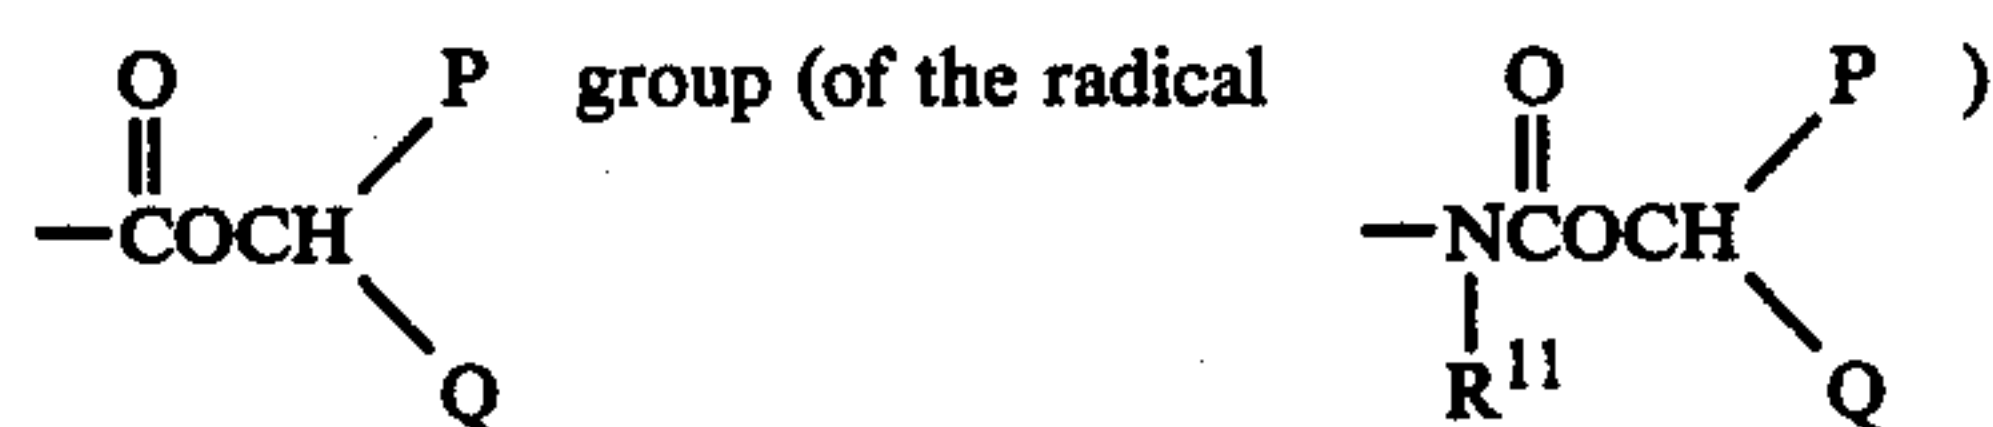 O P group (of the radical O P )
—COCH —NCOCH
Q R11 Q